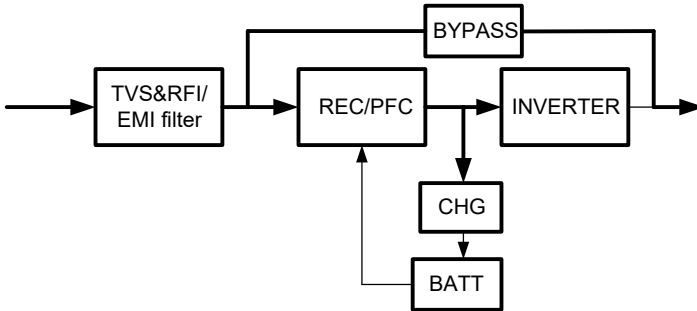 BYPASS
TVS&RFI/
EMI filter
REC/PFC
INVERTER
CHG
BATT